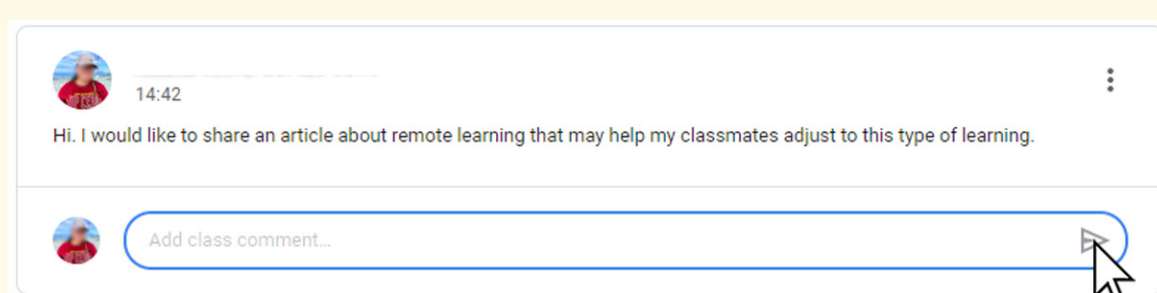 14:42
Hi. I would like to share an article about remote learning that may help my classmates adjust to this type of learning.
Add class comment...